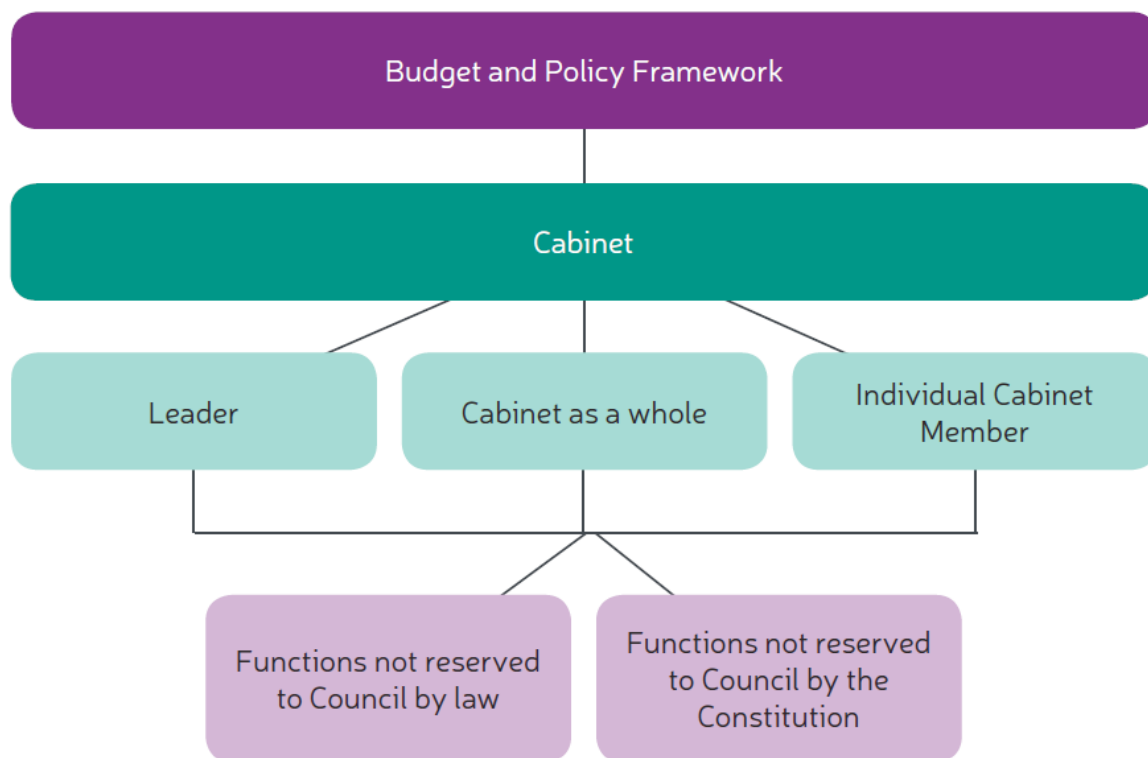 Budget and Policy Framework
Cabinet
Leader
Cabinet as a whole
Individual Cabinet
Member
Functions not reserved
to Council by law
Functions not reserved
to Council by the
Constitution